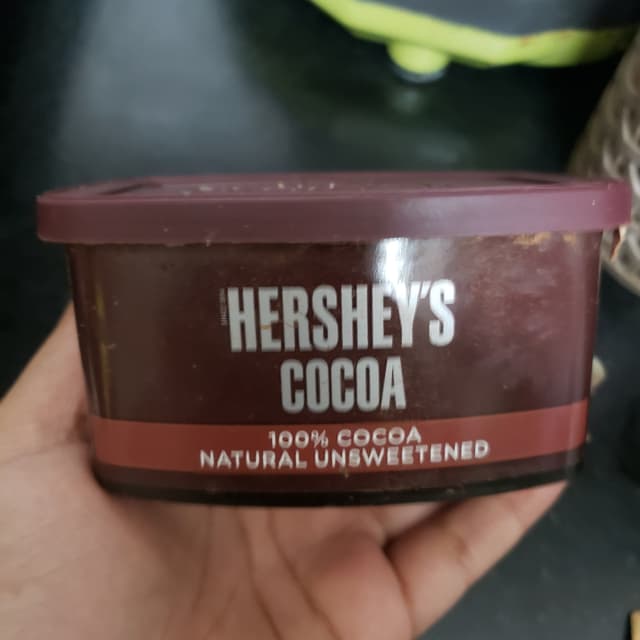 HERSHEY'S
COCOA
100% COCOA
NATURAL UNSWEETENED